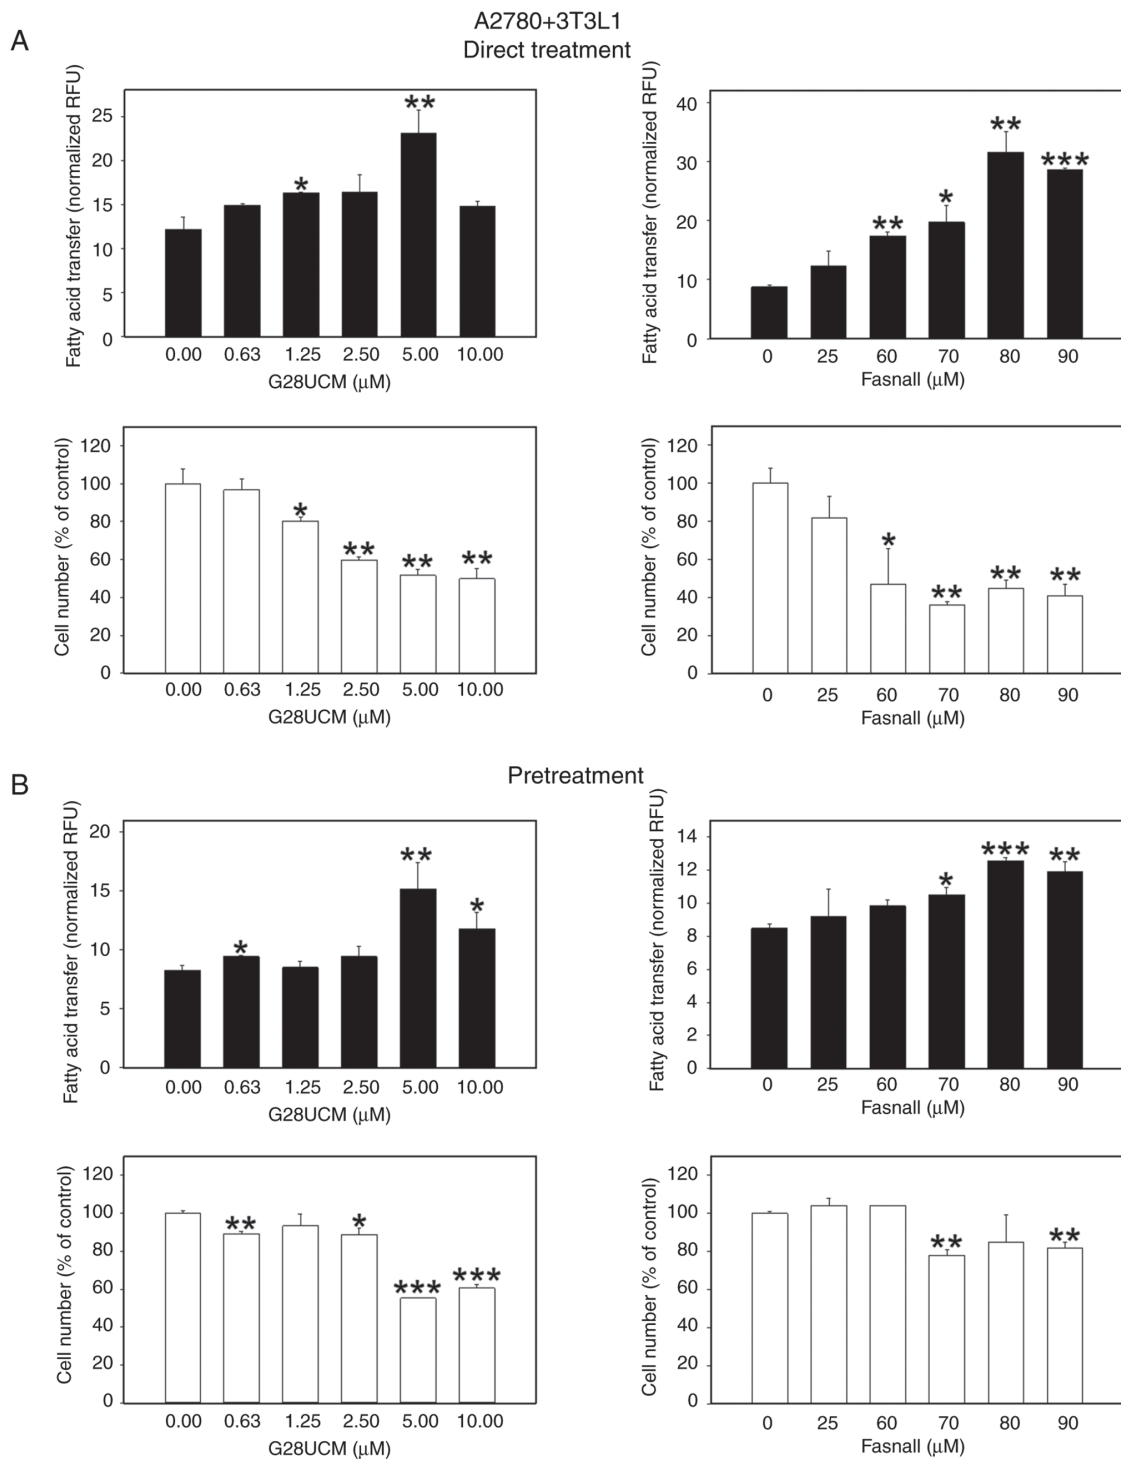 A
A2780+3T3L1
Direct treatment
Fatty acid transfer (normalized RFU)
25
20
15
10
5
0
** 
*
0.00 0.63 1.25 2.50 5.00 10.00
G28UCM (μM)
Fatty acid transfer (normalized RFU)
40
30
20
10
0
**
*
**
***
0 25 60 70 80 90
Fasnall (μM)
Cell number (% of control)
120
100
80
60
40
20
0
*
**
**
**
0.00 0.63 1.25 2.50 5.00 10.00
G28UCM (μM)
Cell number (% of control)
120
100
80
60
40
20
0
*
**
**
**
0 25 60 70 80 90
Fasnall (μM)
B
Pretreatment
Fatty acid transfer (normalized RFU)
20
15
10
5
0
*
**
*
0.00 0.63 1.25 2.50 5.00 10.00
G28UCM (μM)
Fatty acid transfer (normalized RFU)
14
12
10
8
6
4
2
0
*
***
**
0 25 60 70 80 90
Fasnall (μM)
Cell number (% of control)
120
100
80
60
40
20
0
**
*
***
***
0.00 0.63 1.25 2.50 5.00 10.00
G28UCM (μM)
Cell number (% of control)
120
100
80
60
40
20
0
**
**
0 25 60 70 80 90
Fasnall (μM)